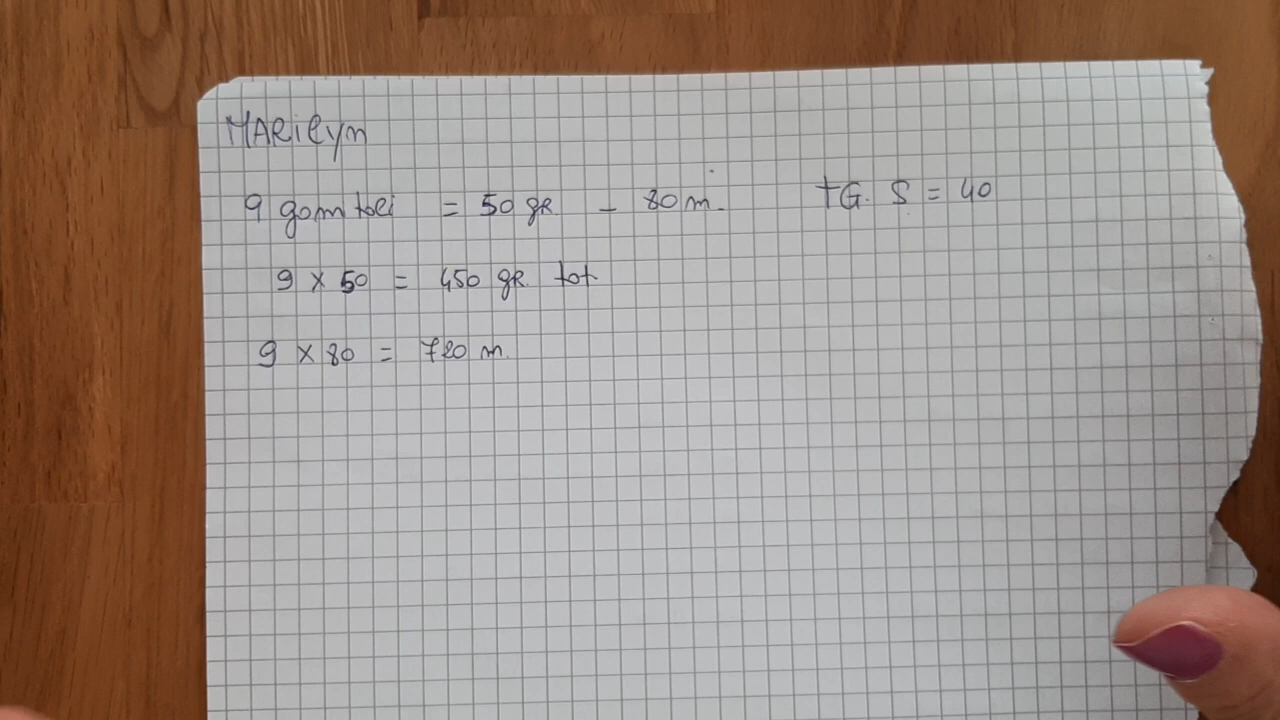 MARilyn
9 gomitoli = 50 gR - 80 m. TG. S = 40
9 x 50 = 450 gR. tot.
9 x 80 = 720 m.